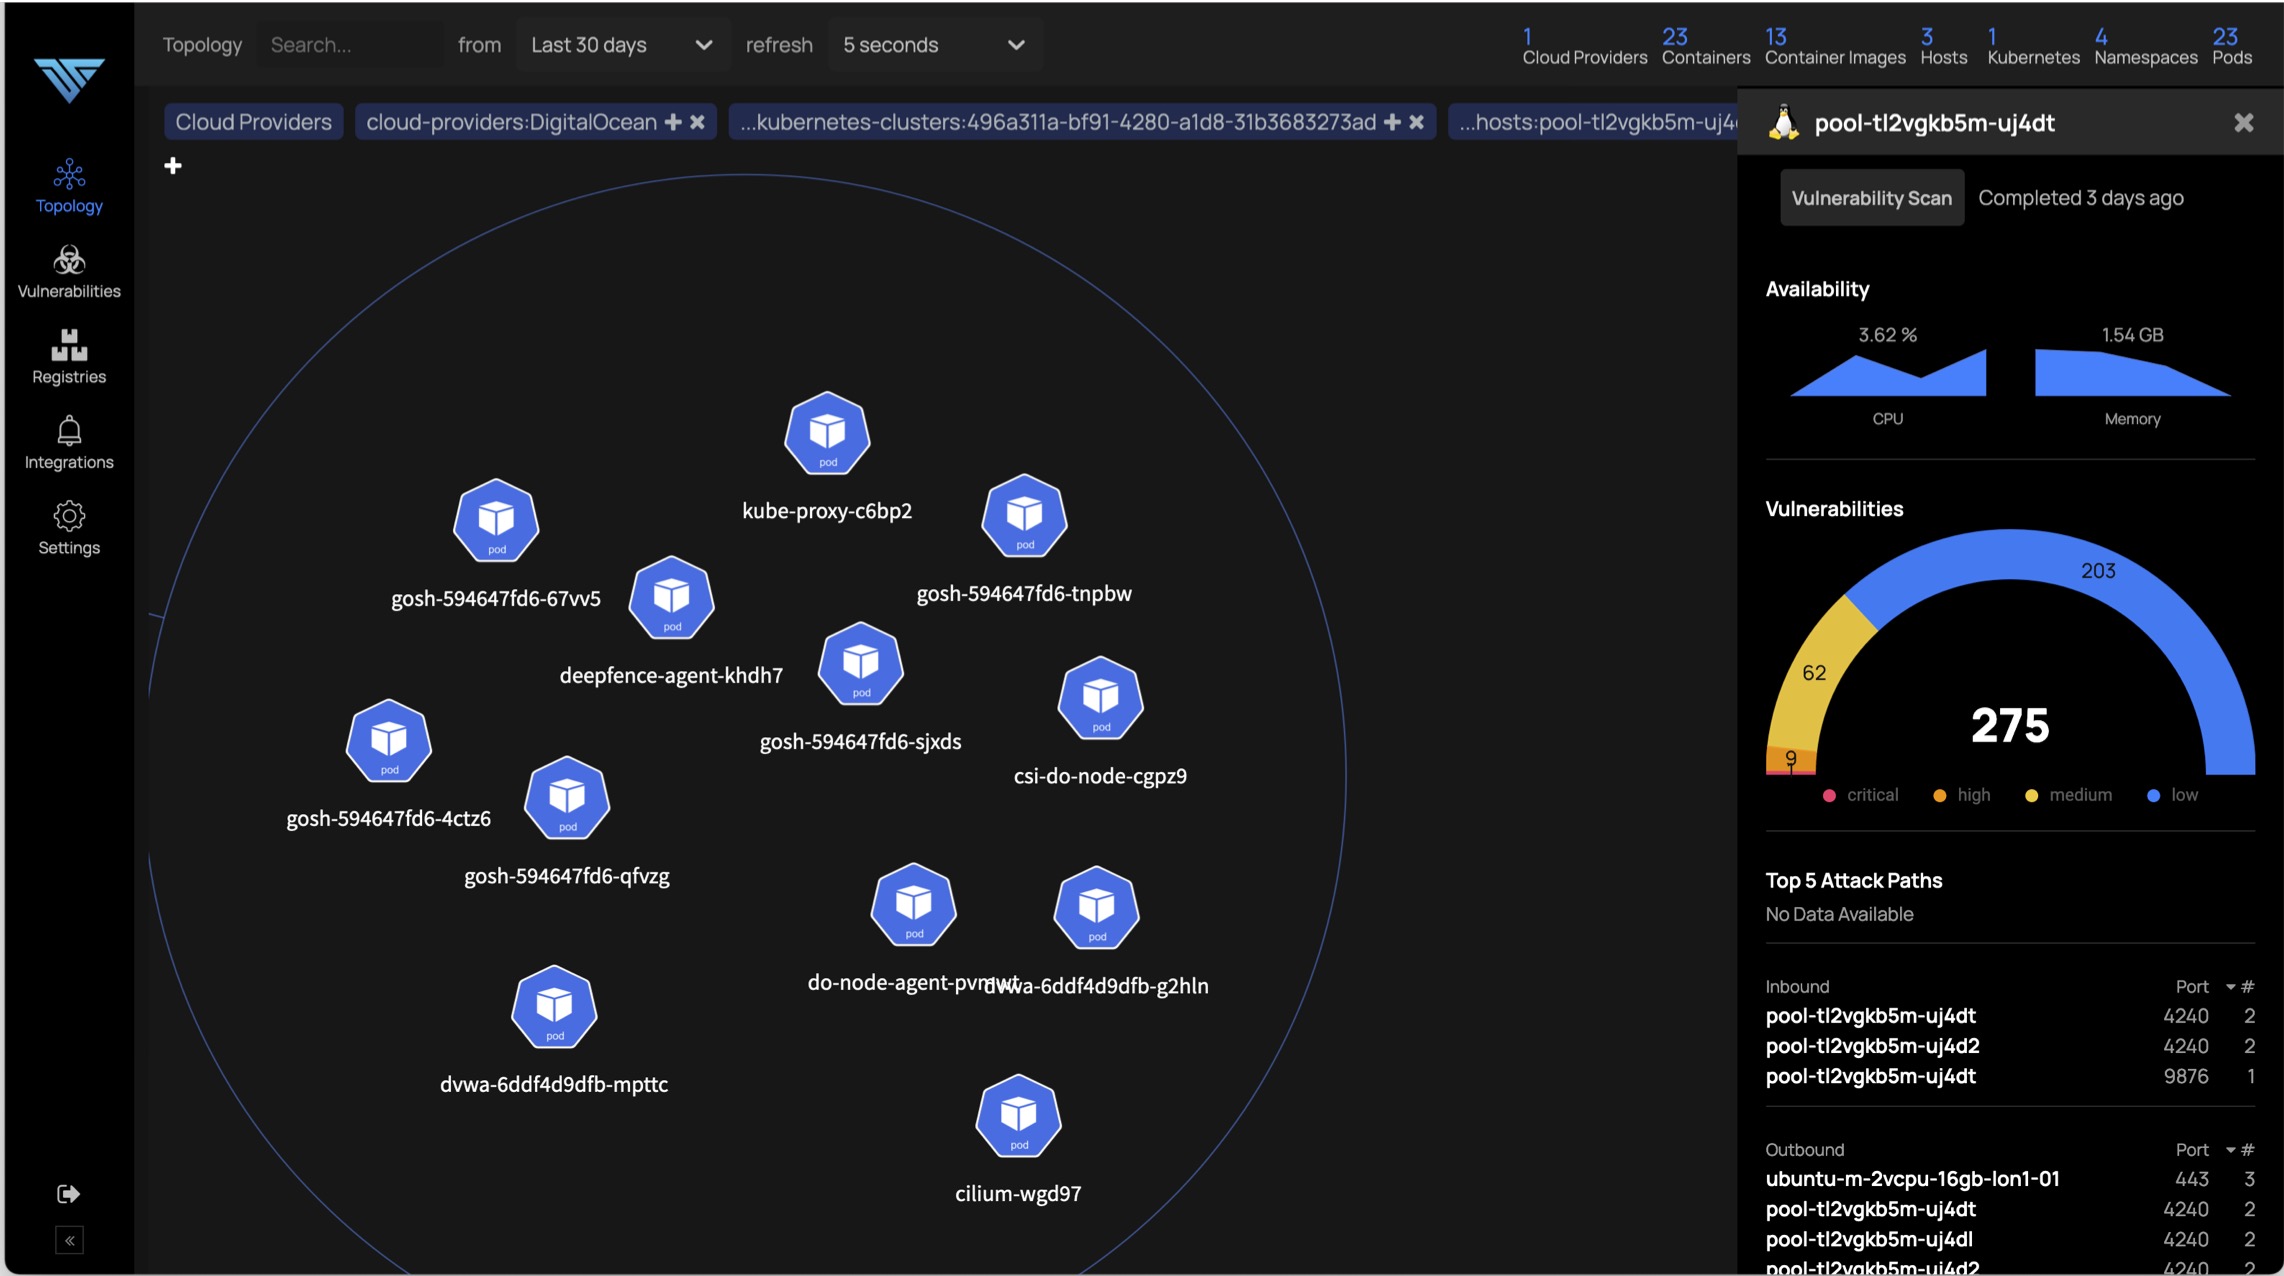 Topology Search... from Last 30 days refresh 5 seconds
1 Cloud Providers
23 Containers
13 Container Images
3 Hosts
1 Kubernetes
4 Namespaces
23 Pods
Topology
Vulnerabilities
Registries
Integrations
Settings
«
Cloud Providers
cloud-providers:DigitalOcean
...kubernetes-clusters:496a311a-bf91-4280-a1d8-31b3683273ad
...hosts:pool-tl2vgkb5m-uj4
pod
kube-proxy-c6bp2
pod
gosh-594647fd6-67vv5
pod
gosh-594647fd6-tnpbw
pod
deepfence-agent-khdh7
pod
gosh-594647fd6-sjxds
pod
csi-do-node-cgpz9
pod
gosh-594647fd6-4ctz6
pod
gosh-594647fd6-qfvzg
pod
do-node-agent-pvmwt
pod
dvwa-6ddf4d9dfb-g2hln
pod
dvwa-6ddf4d9dfb-mpttc
pod
cilium-wgd97
pool-tl2vgkb5m-uj4dt
Vulnerability Scan Completed 3 days ago
Availability
3.62 % 1.54 GB
CPU Memory
Vulnerabilities
203
62
9
1
275
critical high medium low
Top 5 Attack Paths
No Data Available
Inbound Port #
pool-tl2vgkb5m-uj4dt 4240 2
pool-tl2vgkb5m-uj4d2 4240 2
pool-tl2vgkb5m-uj4dt 9876 1
Outbound Port #
ubuntu-m-2vcpu-16gb-lon1-01 443 3
pool-tl2vgkb5m-uj4dt 4240 2
pool-tl2vgkb5m-uj4dl 4240 2
pool-tl2vgkb5m-uj4d2 4240 2